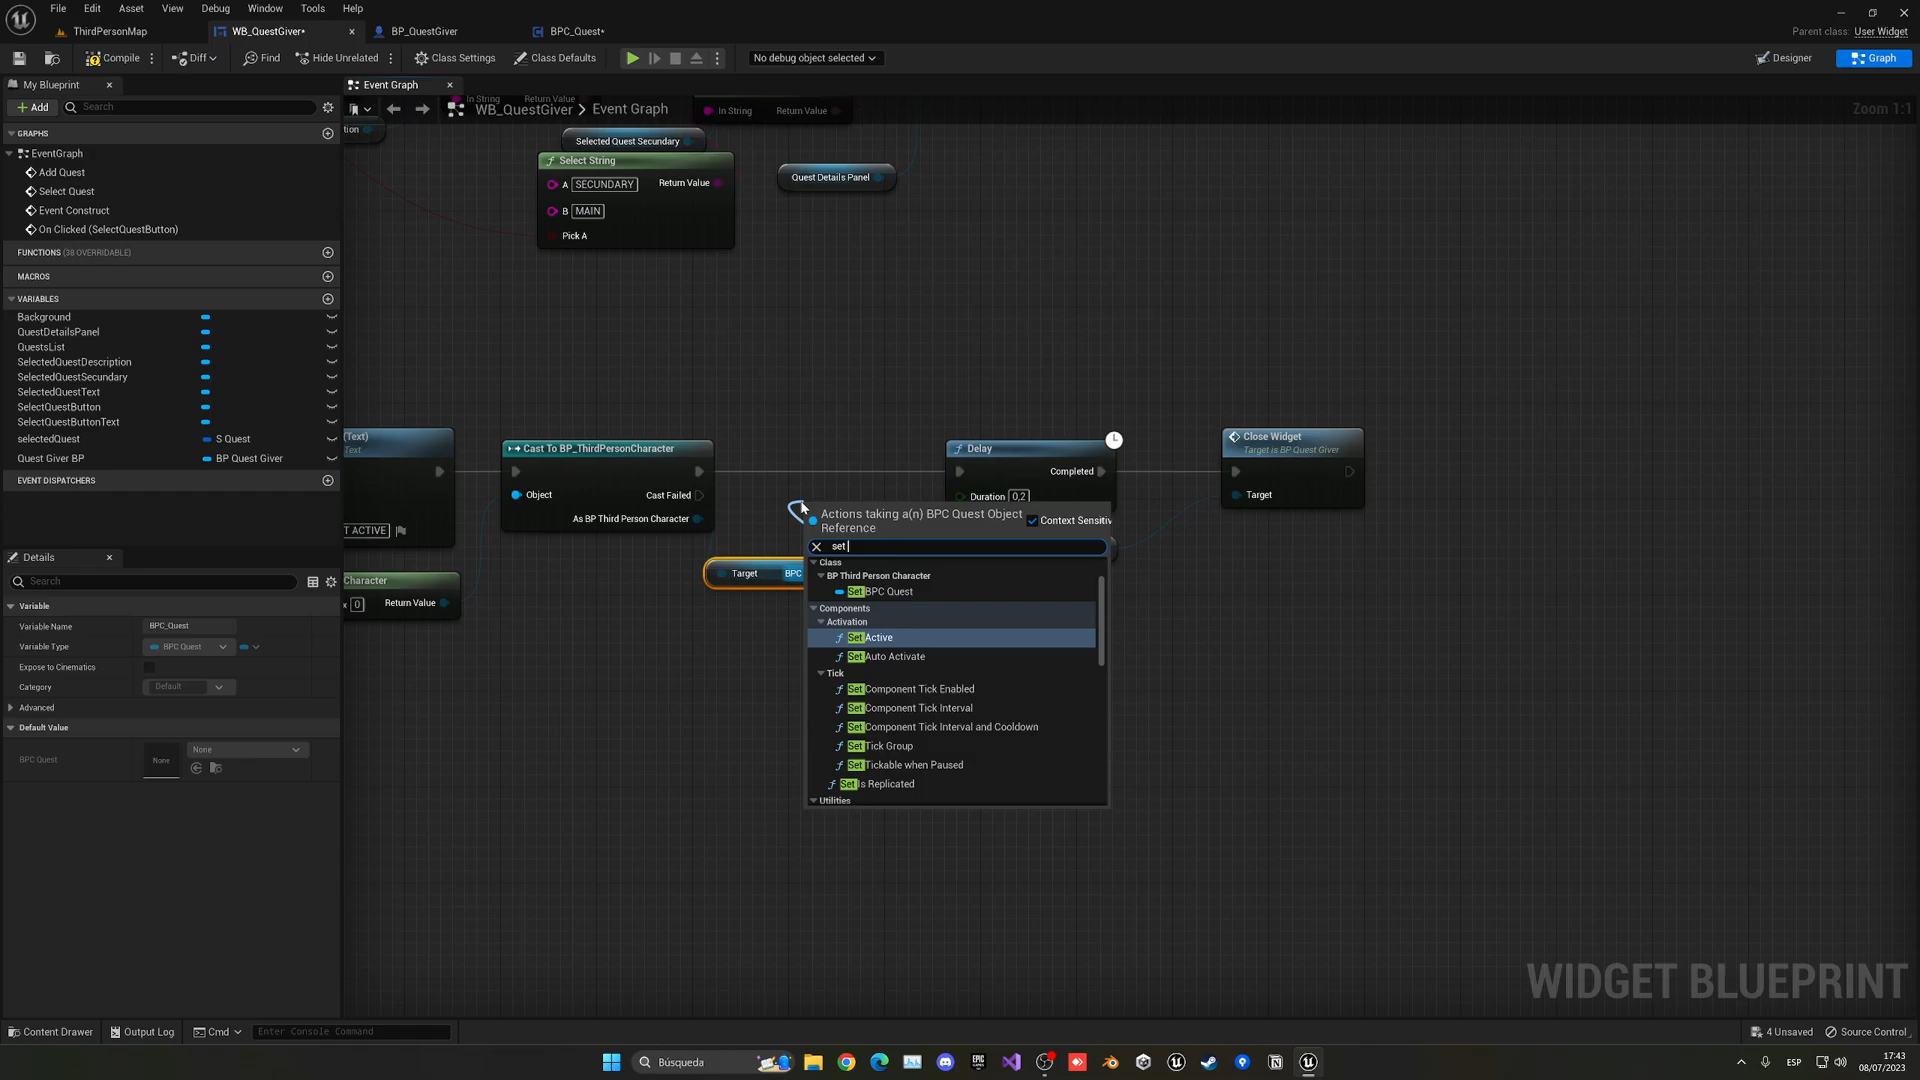 File Edit Asset View Debug Window Tools Help
ThirdPersonMap WB_QuestGiver* BP_QuestGiver BPC_Quest* Parent class: User Widget
Compile Diff Find Hide Unrelated Class Settings Class Defaults No debug object selected Designer Graph
My Blueprint Event Graph
Add Search WB_QuestGiver > Event Graph Zoom 1:1
GRAPHS
EventGraph
Add Quest
Select Quest
Event Construct
On Clicked (SelectQuestButton)
FUNCTIONS (38 OVERRIDABLE)
MACROS
VARIABLES
Background
QuestDetailsPanel
QuestsList
SelectedQuestDescription
SelectedQuestSecundary
SelectedQuestText
SelectQuestButton
SelectQuestButtonText
selectedQuest S Quest
Quest Giver BP BP Quest Giver
EVENT DISPATCHERS
Details
Search
Variable
Variable Name BPC_Quest
Variable Type BPC Quest
Expose to Cinematics
Category Default
Advanced
Default Value
BPC Quest None None
In String Return Value
In String Return Value
tion
Selected Quest Secundary
Select String
A SECUNDARY Return Value
B MAIN
Pick A
Quest Details Panel
(Text)
Text
T ACTIVE
Character
x 0 Return Value
Cast To BP_ThirdPersonCharacter
Object Cast Failed
As BP Third Person Character
Target BPC
Delay
Completed
Duration 0,2
Close Widget
Target is BP Quest Giver
Target
Actions taking a(n) BPC Quest Object Reference Context Sensitiv
set
Class
BP Third Person Character
Set BPC Quest
Components
Activation
Set Active
Set Auto Activate
Tick
Set Component Tick Enabled
Set Component Tick Interval
Set Component Tick Interval and Cooldown
Set Tick Group
Set Tickable when Paused
Set Is Replicated
Utilities
WIDGET BLUEPRINT
Content Drawer Output Log Cmd Enter Console Command 4 Unsaved Source Control
Búsqueda ESP 17:43
08/07/2023